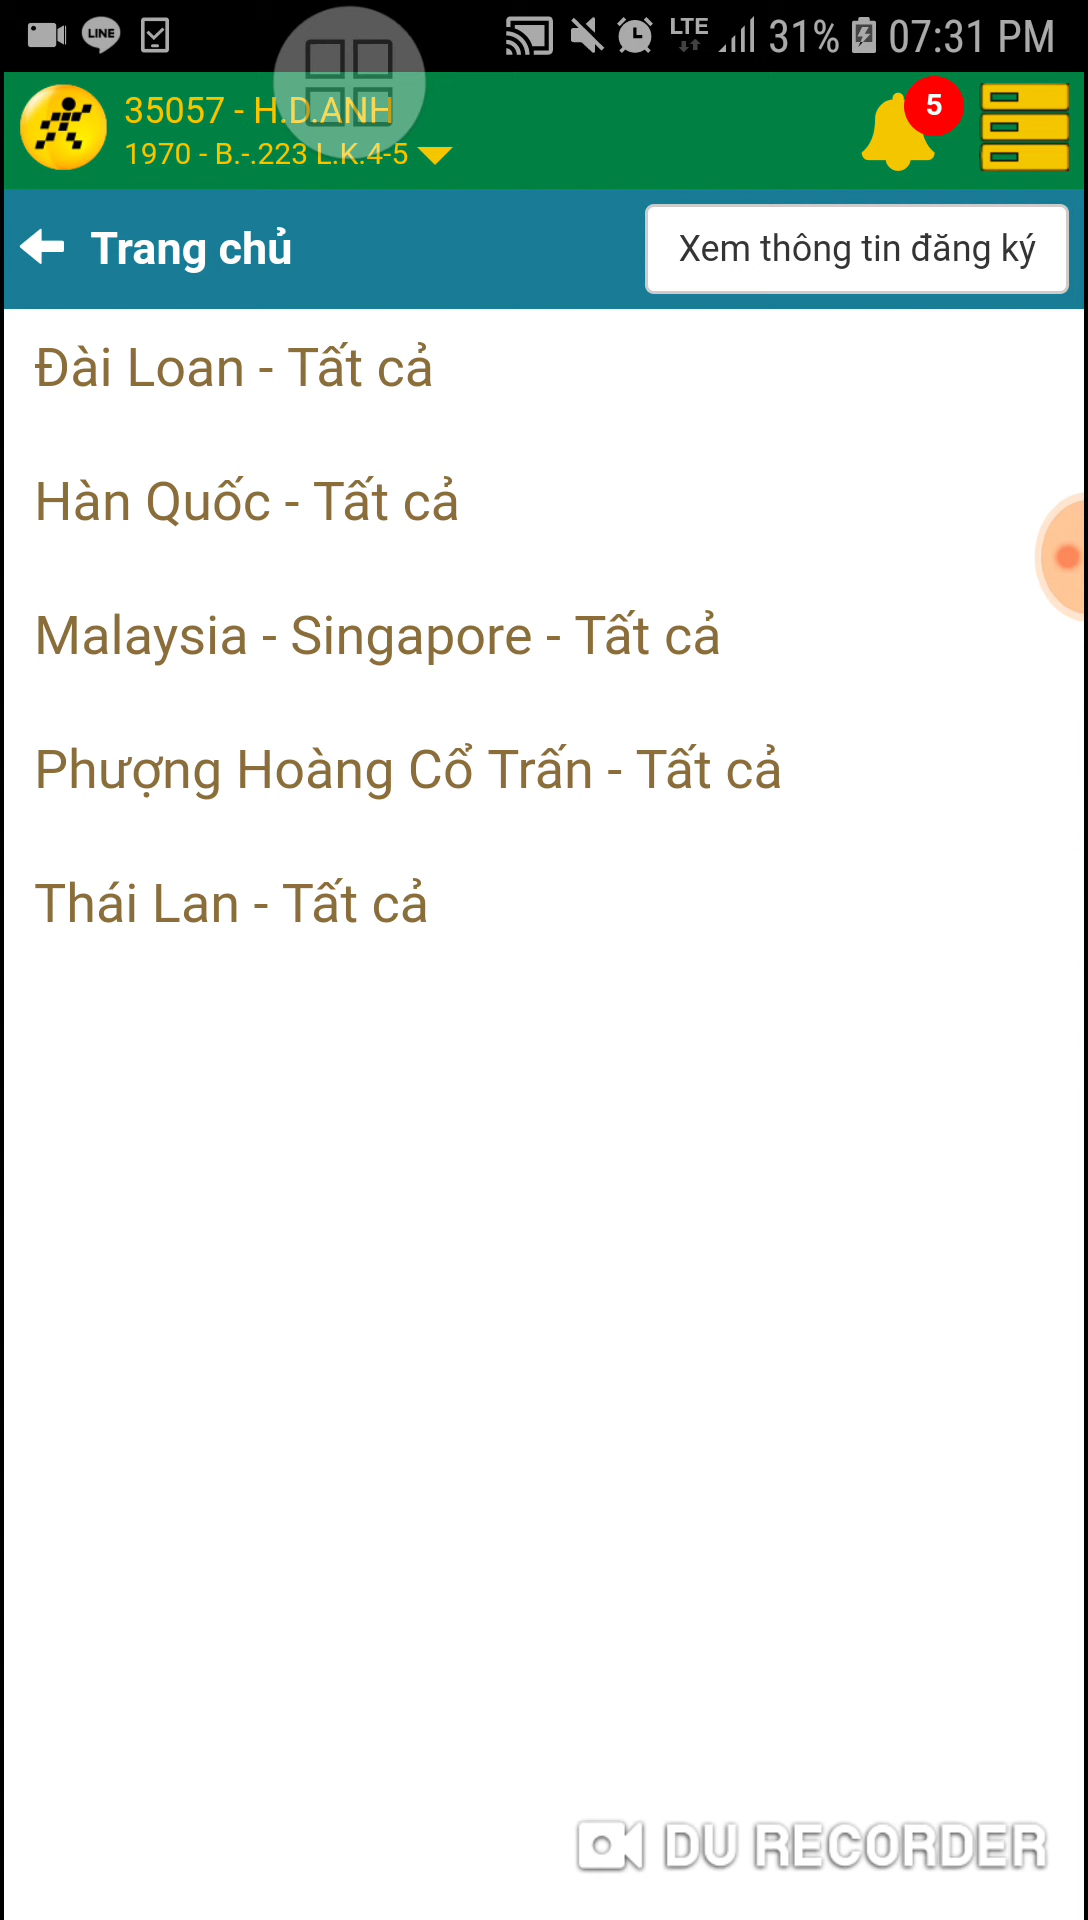 LINE
LTE 31% 07:31 PM
35057 - H.D.ANH
5
1970 - B.-.223 L.K.4-5
Trang chủ
Xem thông tin đăng ký
Đài Loan - Tất cả
Hàn Quốc - Tất cả
Malaysia - Singapore - Tất cả
Phượng Hoàng Cổ Trấn - Tất cả
Thái Lan - Tất cả
DU RECORDER